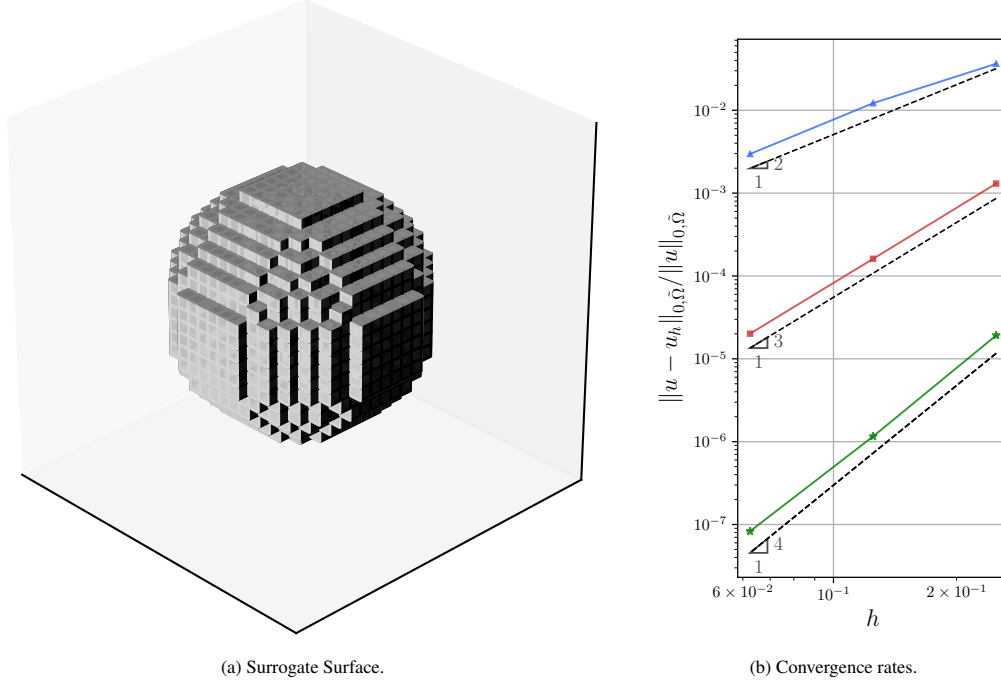 ‖u − u_h‖_{0,Ω̃}/‖u‖_{0,Ω̃}
10^{-2}
10^{-3}
10^{-4}
10^{-5}
10^{-6}
10^{-7}
2
1
3
1
4
1
6 × 10^{-2}
10^{-1}
2 × 10^{-1}
h
(a) Surrogate Surface.
(b) Convergence rates.